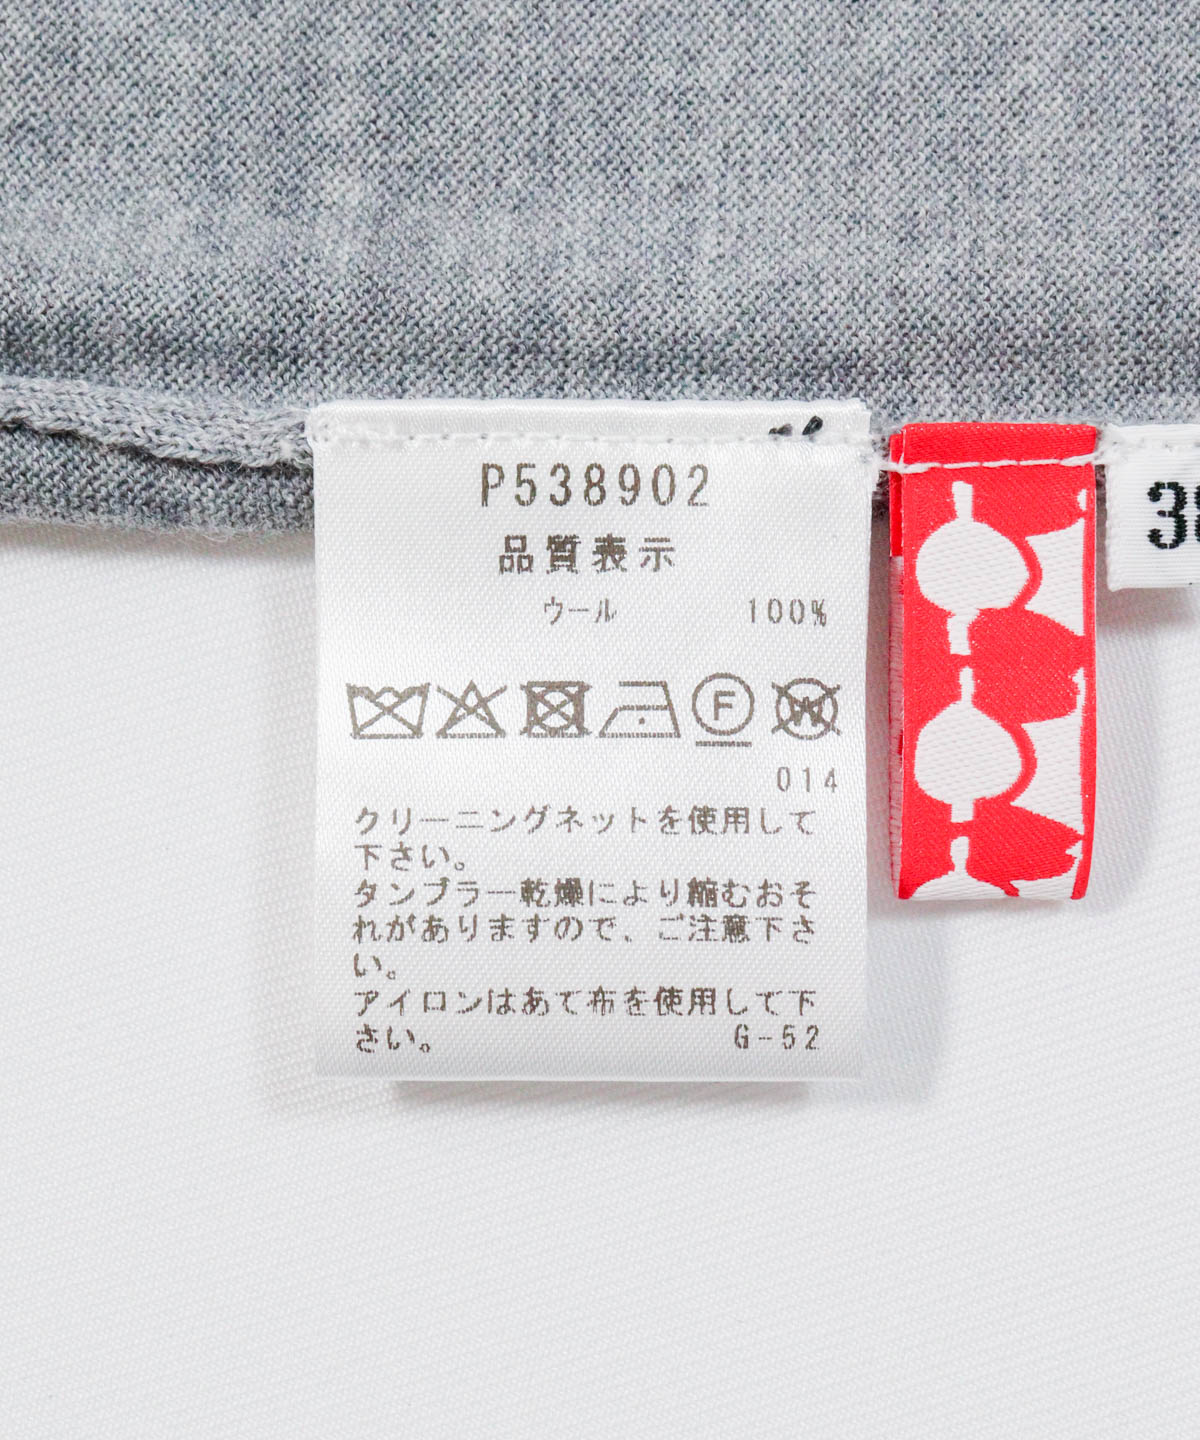 P538902
品質表示
ウール 100%
F W
014
クリーニングネットを使用して
下さい。
タンブラー乾燥により縮むおそ
れがありますので、ご注意下さ
い。
アイロンはあて布を使用して下
さい。 G-52